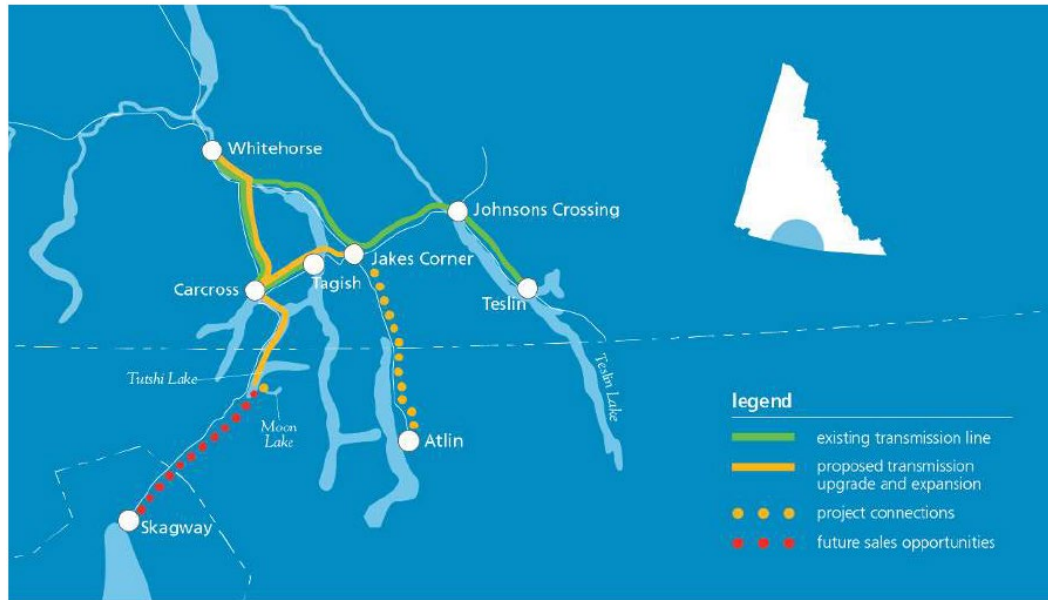 Whitehorse
Johnsons Crossing
Jakes Corner
Tagish
Carcross
Teslin
Teslin Lake
Tutshi Lake
Moon
Lake
Atlin
Skagway
legend
existing transmission line
proposed transmission
upgrade and expansion
project connections
future sales opportunities